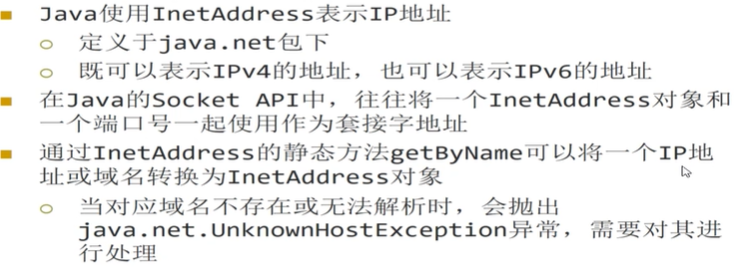 Java使用InetAddress表示IP地址
定义于java.net包下
既可以表示IPv4的地址，也可以表示IPv6的地址
在Java的Socket API中，往往将一个InetAddress对象和
一个端口号一起使用作为套接字地址
通过InetAddress的静态方法getByName可以将一个IP地
址或域名转换为InetAddress对象
当对应域名不存在或无法解析时，会抛出
java.net.UnknownHostException异常，需要对其进
行处理